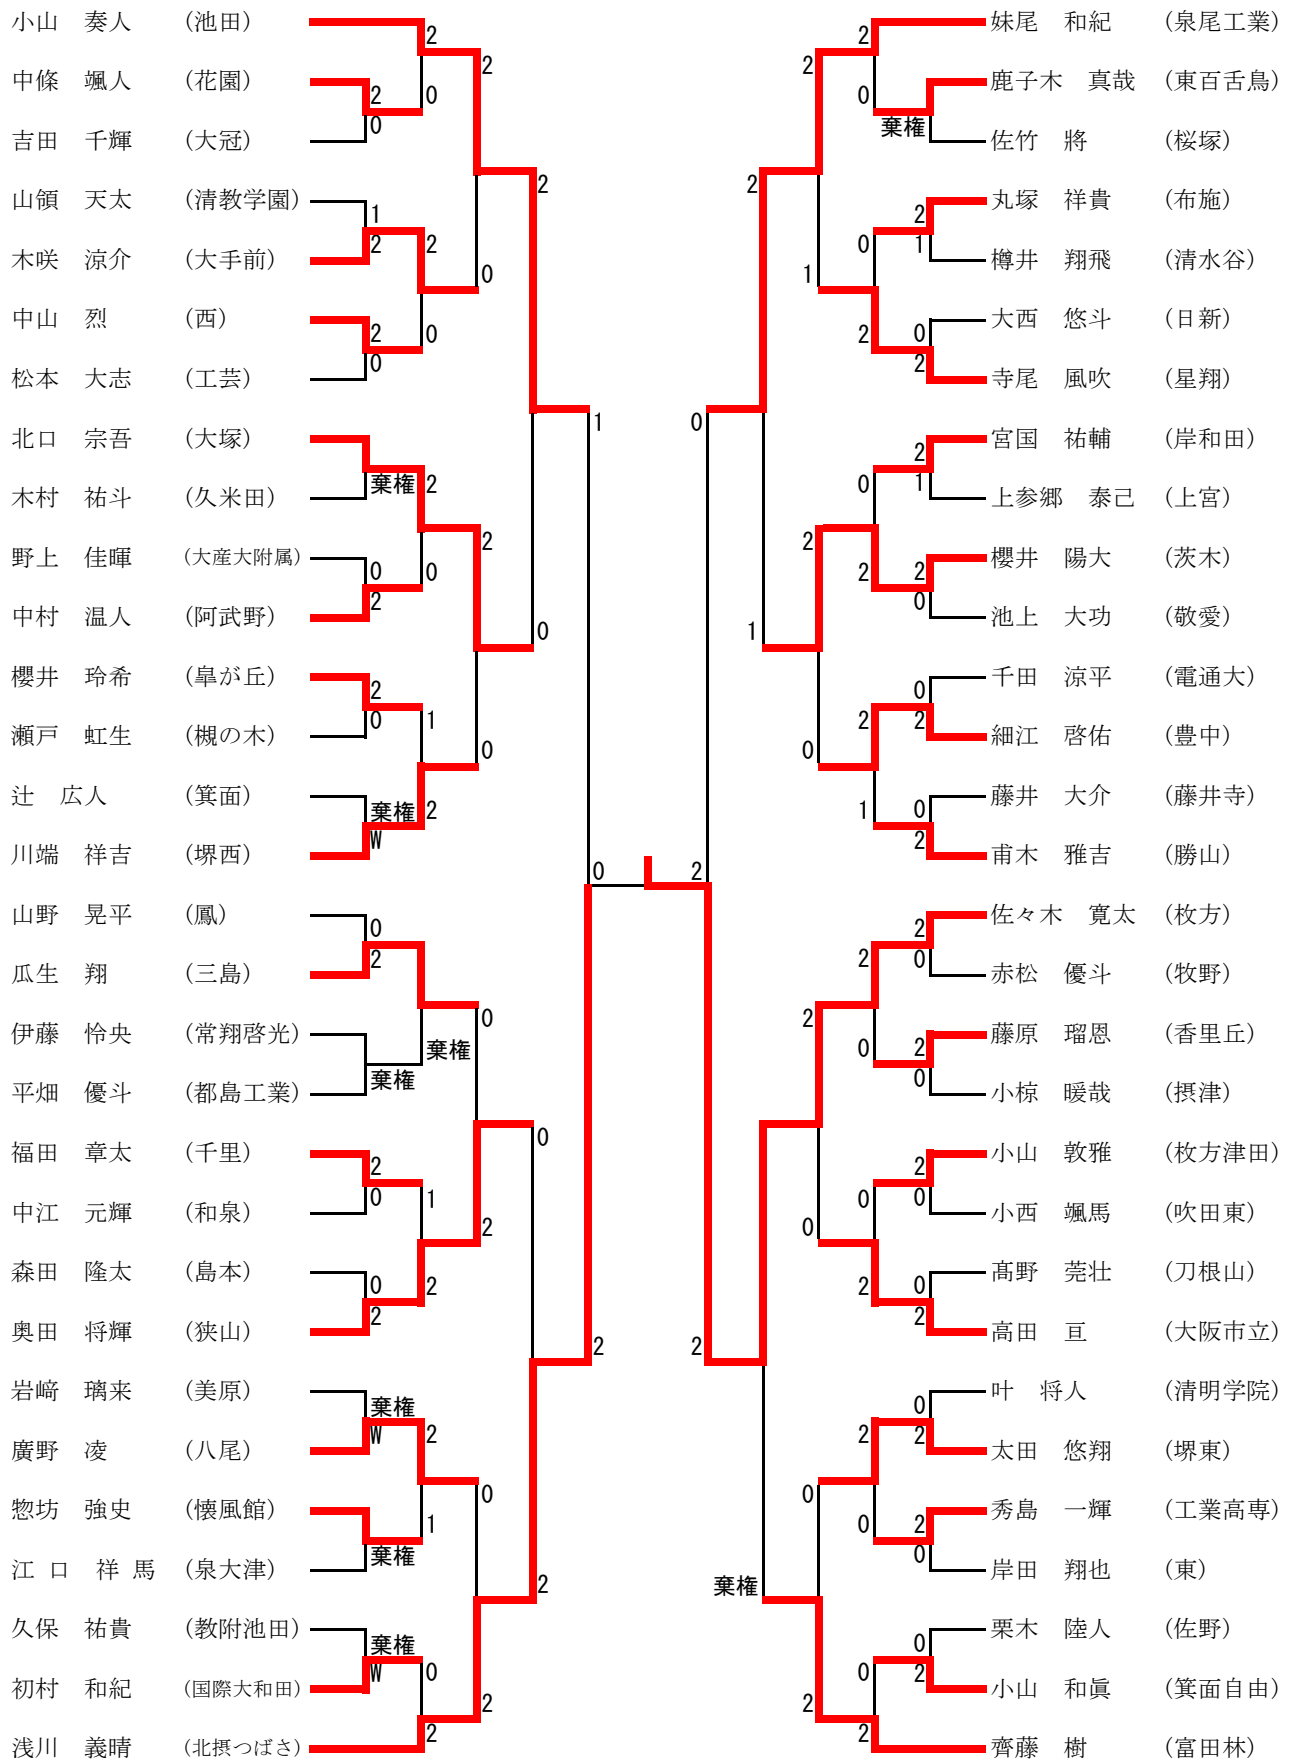 小山　奏人　(池田)
中條　颯人　(花園)
吉田　千輝　(大冠)
山領　天太　(清教学園)
木咲　涼介　(大手前)
中山　烈　(西)
松本　大志　(工芸)
北口　宗吾　(大塚)
木村　祐斗　(久米田)
野上　佳暉　(大産大附属)
中村　温人　(阿武野)
櫻井　玲希　(皐が丘)
瀬戸　虹生　(槻の木)
辻　広人　(箕面)
川端　祥吉　(堺西)
山野　晃平　(鳳)
瓜生　翔　(三島)
伊藤　怜央　(常翔啓光)
平畑　優斗　(都島工業)
福田　章太　(千里)
中江　元輝　(和泉)
森田　隆太　(島本)
奥田　将輝　(狭山)
岩﨑　璃来　(美原)
廣野　凌　(八尾)
惣坊　強史　(懐風館)
江口　祥馬　(泉大津)
久保　祐貴　(教附池田)
初村　和紀　(国際大和田)
浅川　義晴　(北摂つばさ)
2
0
2
0
1
2
2
0
2
0
棄権
2
0
2
0
2
0
1
棄権
W
2
0
2
棄権
棄権
2
0
1
0
2
2
棄権
W
2
棄権
1
棄権
W
0
2
2
0
2
0
0
2
0
2
2
0
0
2
1
2
0
2
0
2
1
0
2
0
2
2
棄権
2
0
1
2
2
0
2
0
0
2
0
棄権
2
1
0
2
0
2
2
1
0
2
2
0
0
2
0
2
2
1
2
0
2
0
0
2
2
0
0
2
0
2
2
0
2
0
2
0
0
2
0
2
0
2
2
0
0
2
0
2
妹尾　和紀　(泉尾工業)
鹿子木　真哉　(東百舌鳥)
佐竹　將　(桜塚)
丸塚　祥貴　(布施)
樽井　翔飛　(清水谷)
大西　悠斗　(日新)
寺尾　風吹　(星翔)
宮国　祐輔　(岸和田)
上参郷　泰己　(上宮)
櫻井　陽大　(茨木)
池上　大功　(敬愛)
千田　涼平　(電通大)
細江　啓佑　(豊中)
藤井　大介　(藤井寺)
甫木　雅吉　(勝山)
佐々木　寛太　(枚方)
赤松　優斗　(牧野)
藤原　瑠恩　(香里丘)
小椋　暖哉　(摂津)
小山　敦雅　(枚方津田)
小西　颯馬　(吹田東)
髙野　莞壮　(刀根山)
高田　亘　(大阪市立)
叶　将人　(清明学院)
太田　悠翔　(堺東)
秀島　一輝　(工業高専)
岸田　翔也　(東)
栗木　陸人　(佐野)
小山　和眞　(箕面自由)
齊藤　樹　(富田林)